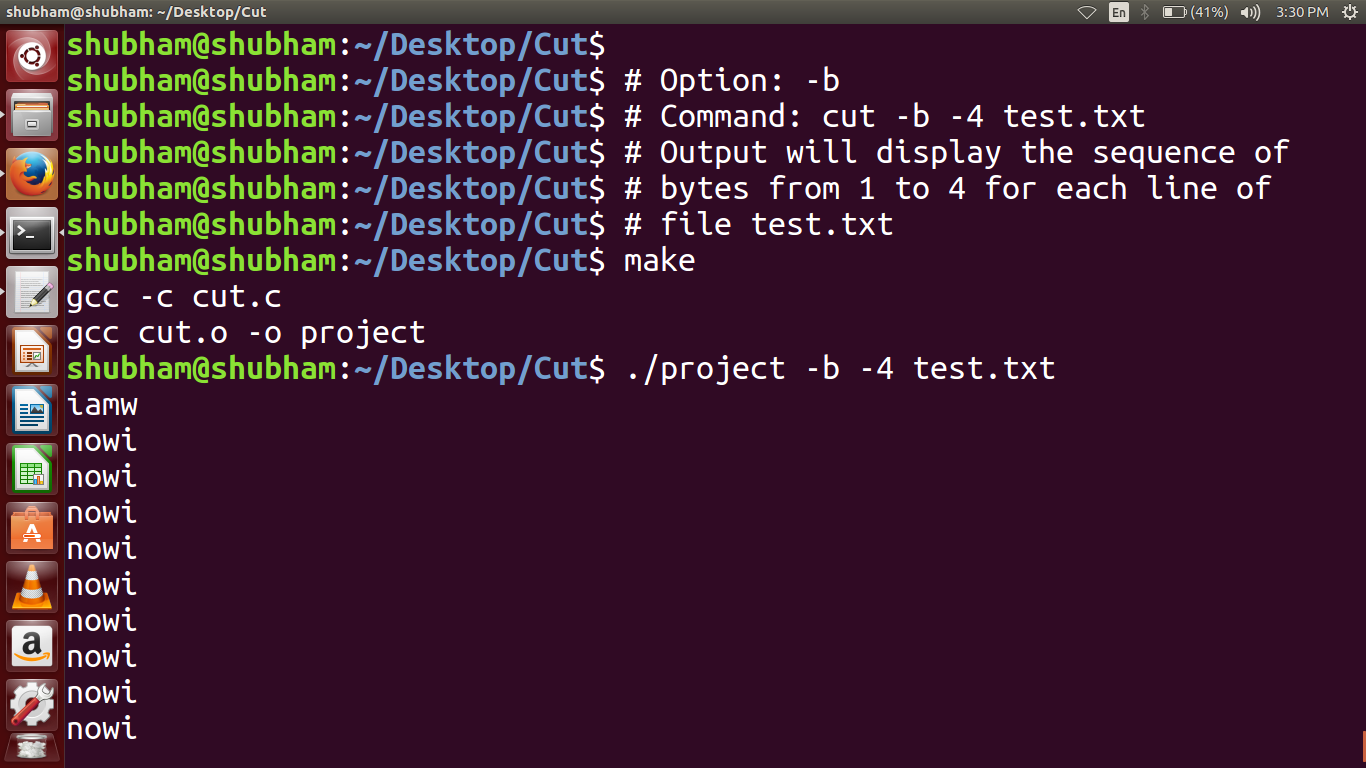 shubham@shubham: ~/Desktop/Cut
En
(41%)
3:30 PM
shubham@shubham:~/Desktop/Cut$
shubham@shubham:~/Desktop/Cut$ # Option: -b
shubham@shubham:~/Desktop/Cut$ # Command: cut -b -4 test.txt
shubham@shubham:~/Desktop/Cut$ # Output will display the sequence of
shubham@shubham:~/Desktop/Cut$ # bytes from 1 to 4 for each line of
shubham@shubham:~/Desktop/Cut$ # file test.txt
shubham@shubham:~/Desktop/Cut$ make
gcc -c cut.c
gcc cut.o -o project
shubham@shubham:~/Desktop/Cut$ ./project -b -4 test.txt
iamw
nowi
nowi
nowi
nowi
nowi
nowi
nowi
nowi
nowi